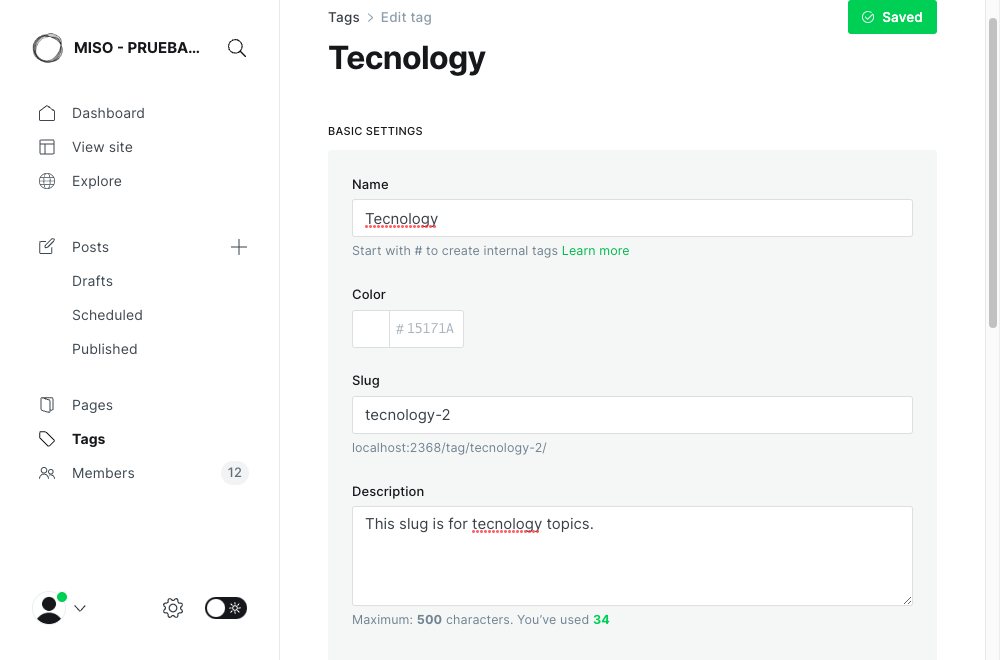 MISO - PRUEBA...
Dashboard
View site
Explore
Posts
Drafts
Scheduled
Published
Pages
Tags
Members 12
Tags > Edit tag
Saved
Tecnology
BASIC SETTINGS
Name
Tecnology
Start with # to create internal tags Learn more
Color
# 15171A
Slug
tecnology-2
localhost:2368/tag/tecnology-2/
Description
This slug is for tecnology topics.
Maximum: 500 characters. You’ve used 34